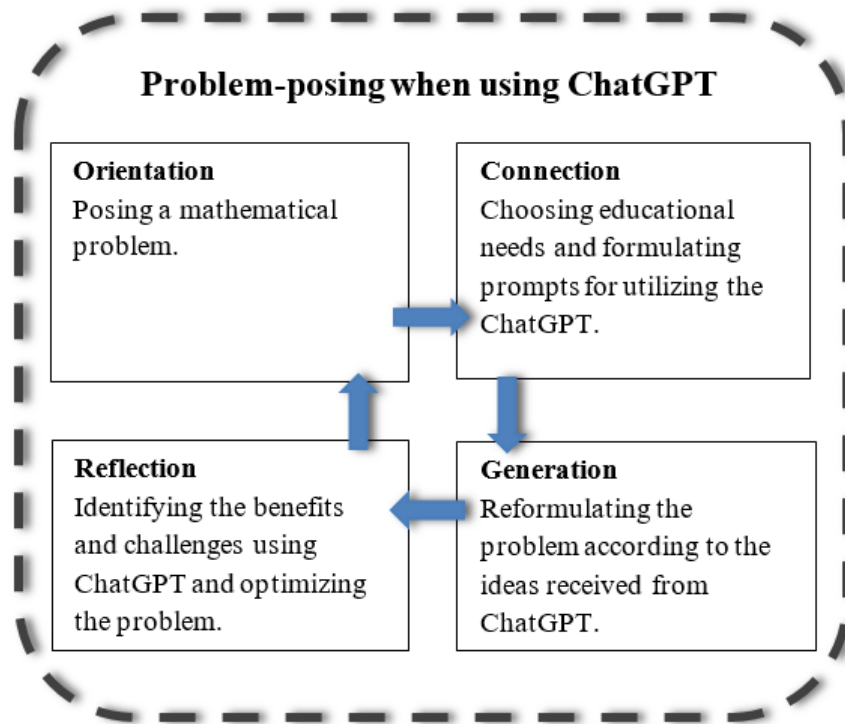 Problem-posing when using ChatGPT
Orientation
Posing a mathematical
problem.
Connection
Choosing educational
needs and formulating
prompts for utilizing the
ChatGPT.
Reflection
Identifying the benefits
and challenges using
ChatGPT and optimizing
the problem.
Generation
Reformulating the
problem according to the
ideas received from
ChatGPT.